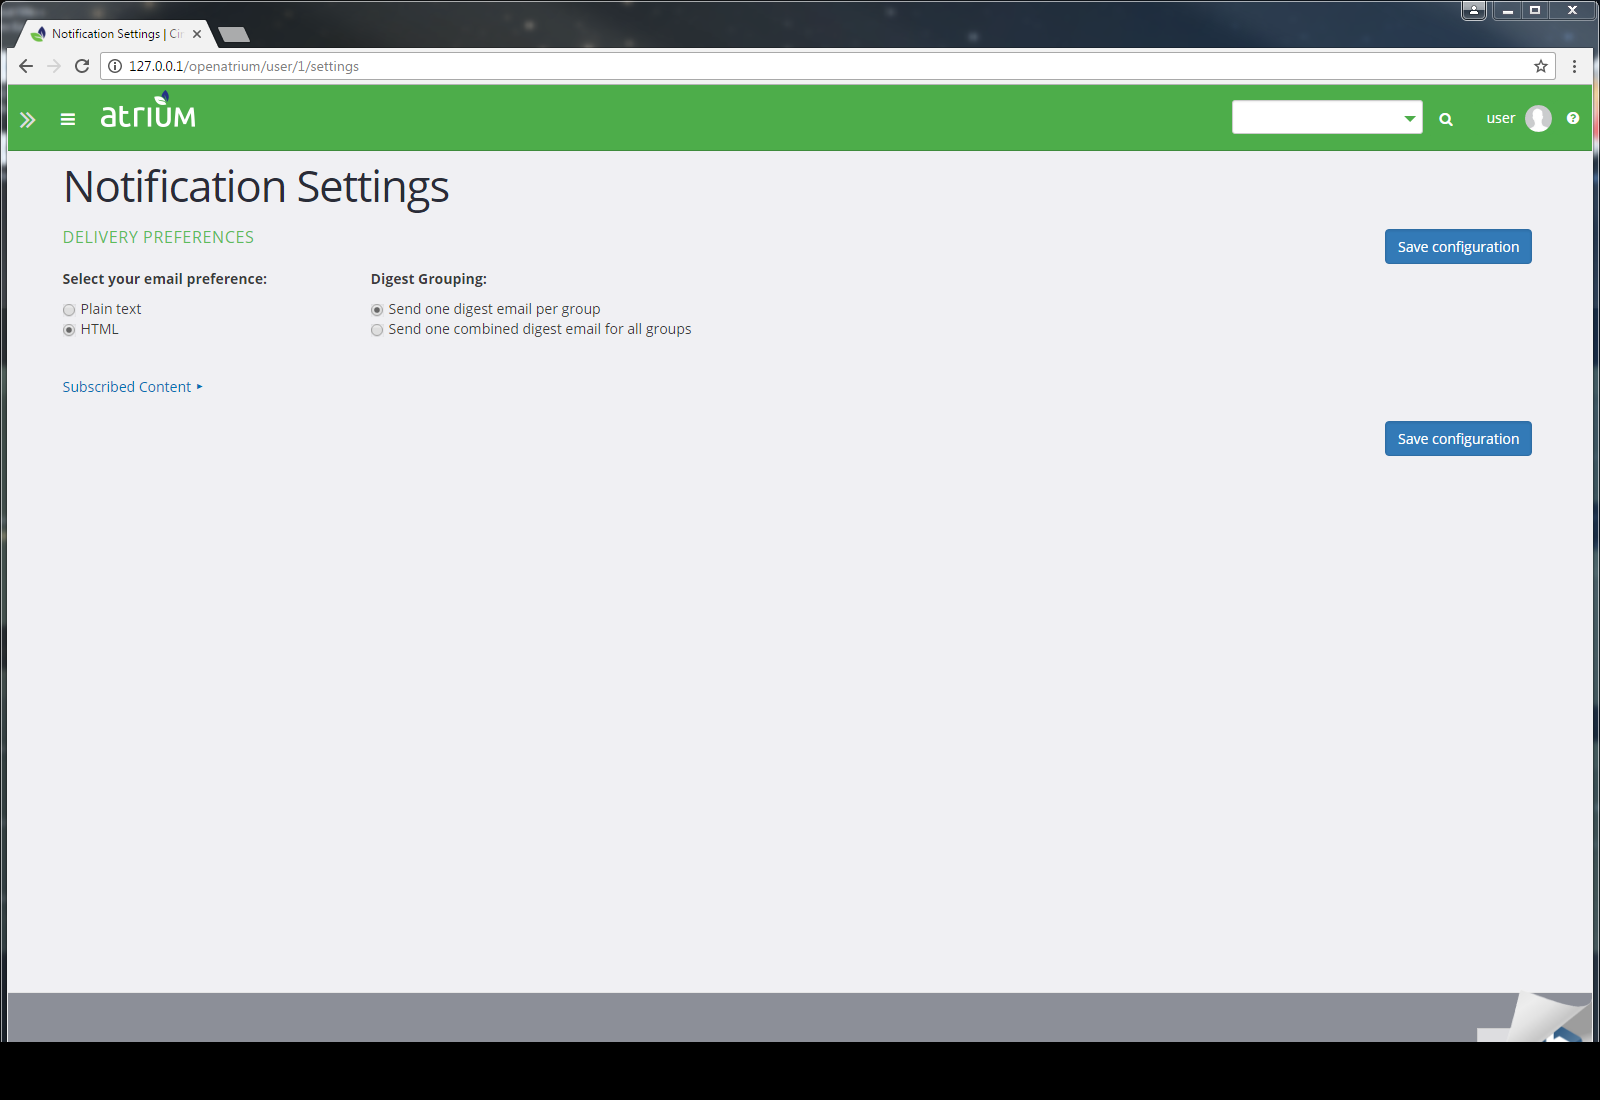 Notification Settings | Cir
127.0.0.1/openatrium/user/1/settings
atrium
user
Notification Settings
DELIVERY PREFERENCES
Save configuration
Select your email preference:
Digest Grouping:
Plain text
Send one digest email per group
HTML
Send one combined digest email for all groups
Subscribed Content
Save configuration